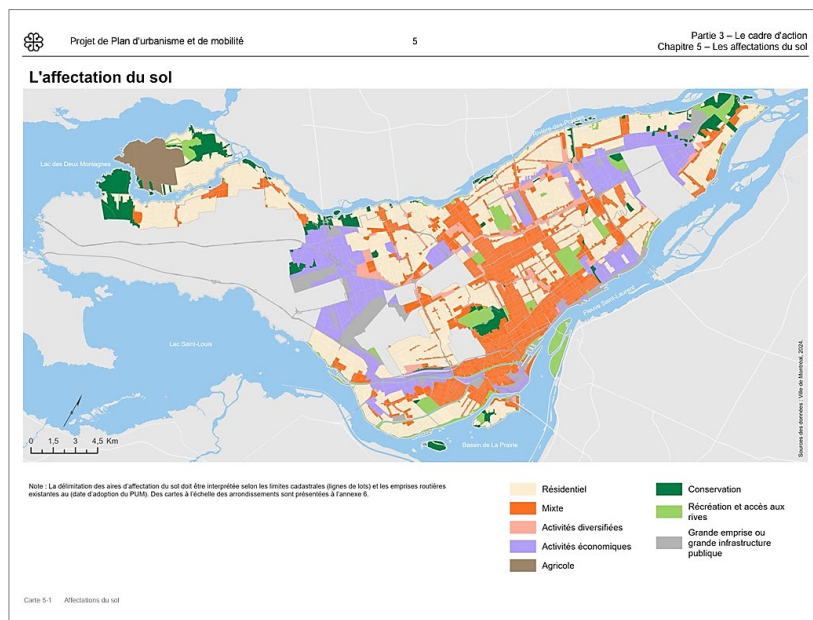 Projet de Plan d'urbanisme et de mobilité
5
Partie 3 – Le cadre d'action
Chapitre 5 – Les affectations du sol
L'affectation du sol
Rivière-des-Prairies
Lac des Deux Montagnes
Fleuve Saint-Laurent
Lac Saint-Louis
Bassin de La Prairie
0 1,5 3 4,5 Km
Sources des données : Ville de Montréal, 2024.
Note : La délimitation des aires d'affectation du sol doit être interprétée selon les limites cadastrales (lignes de lots) et les emprises routières
existantes au (date d'adoption du PUM). Des cartes à l'échelle des arrondissements sont présentées à l'annexe 6.
Résidentiel
Mixte
Activités diversifiées
Activités économiques
Agricole
Conservation
Récréation et accès aux
rives
Grande emprise ou
grande infrastructure
publique
Carte 5-1 Affectations du sol